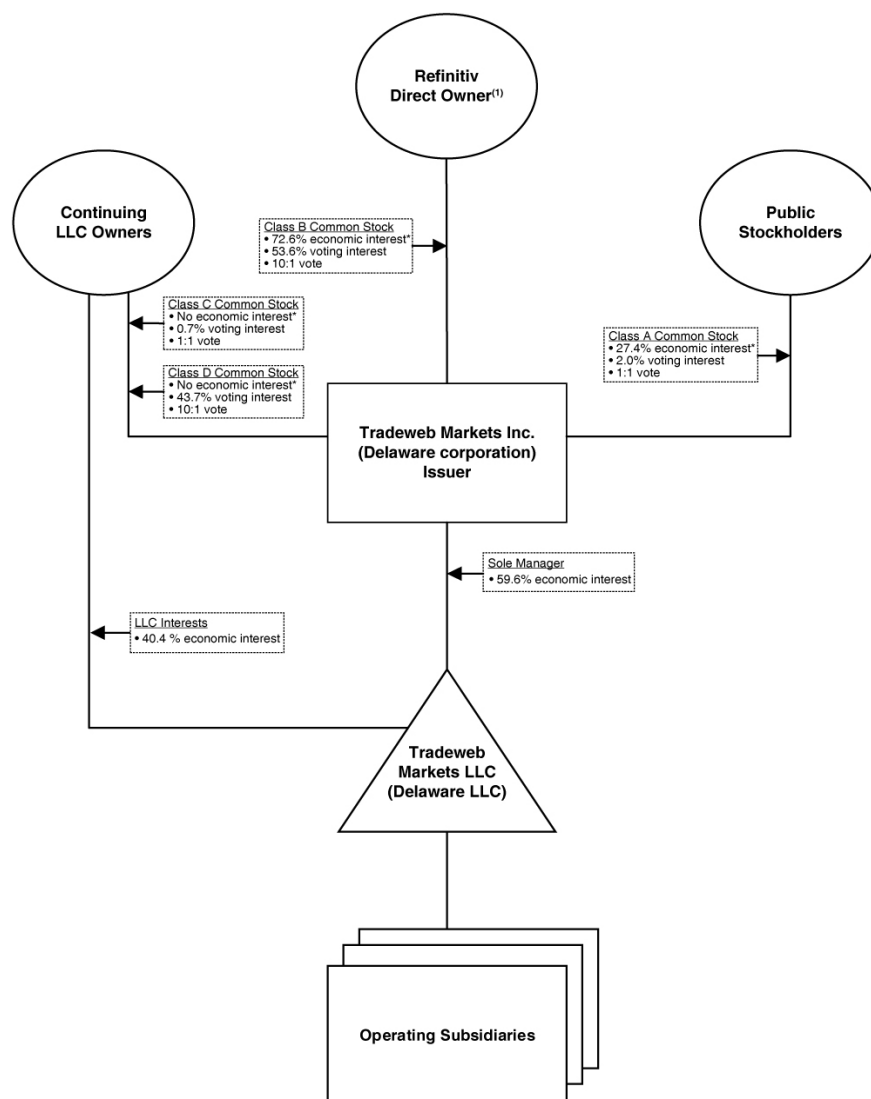 Refinitiv
Direct Owner(1)
Continuing
LLC Owners
Public
Stockholders
Class B Common Stock
• 72.6% economic interest*
• 53.6% voting interest
• 10:1 vote
Class C Common Stock
• No economic interest*
• 0.7% voting interest
• 1:1 vote
Class A Common Stock
• 27.4% economic interest*
• 2.0% voting interest
• 1:1 vote
Class D Common Stock
• No economic interest*
• 43.7% voting interest
• 10:1 vote
Tradeweb Markets Inc.
(Delaware corporation)
Issuer
Sole Manager
• 59.6% economic interest
LLC Interests
• 40.4 % economic interest
Tradeweb
Markets LLC
(Delaware LLC)
Operating Subsidiaries